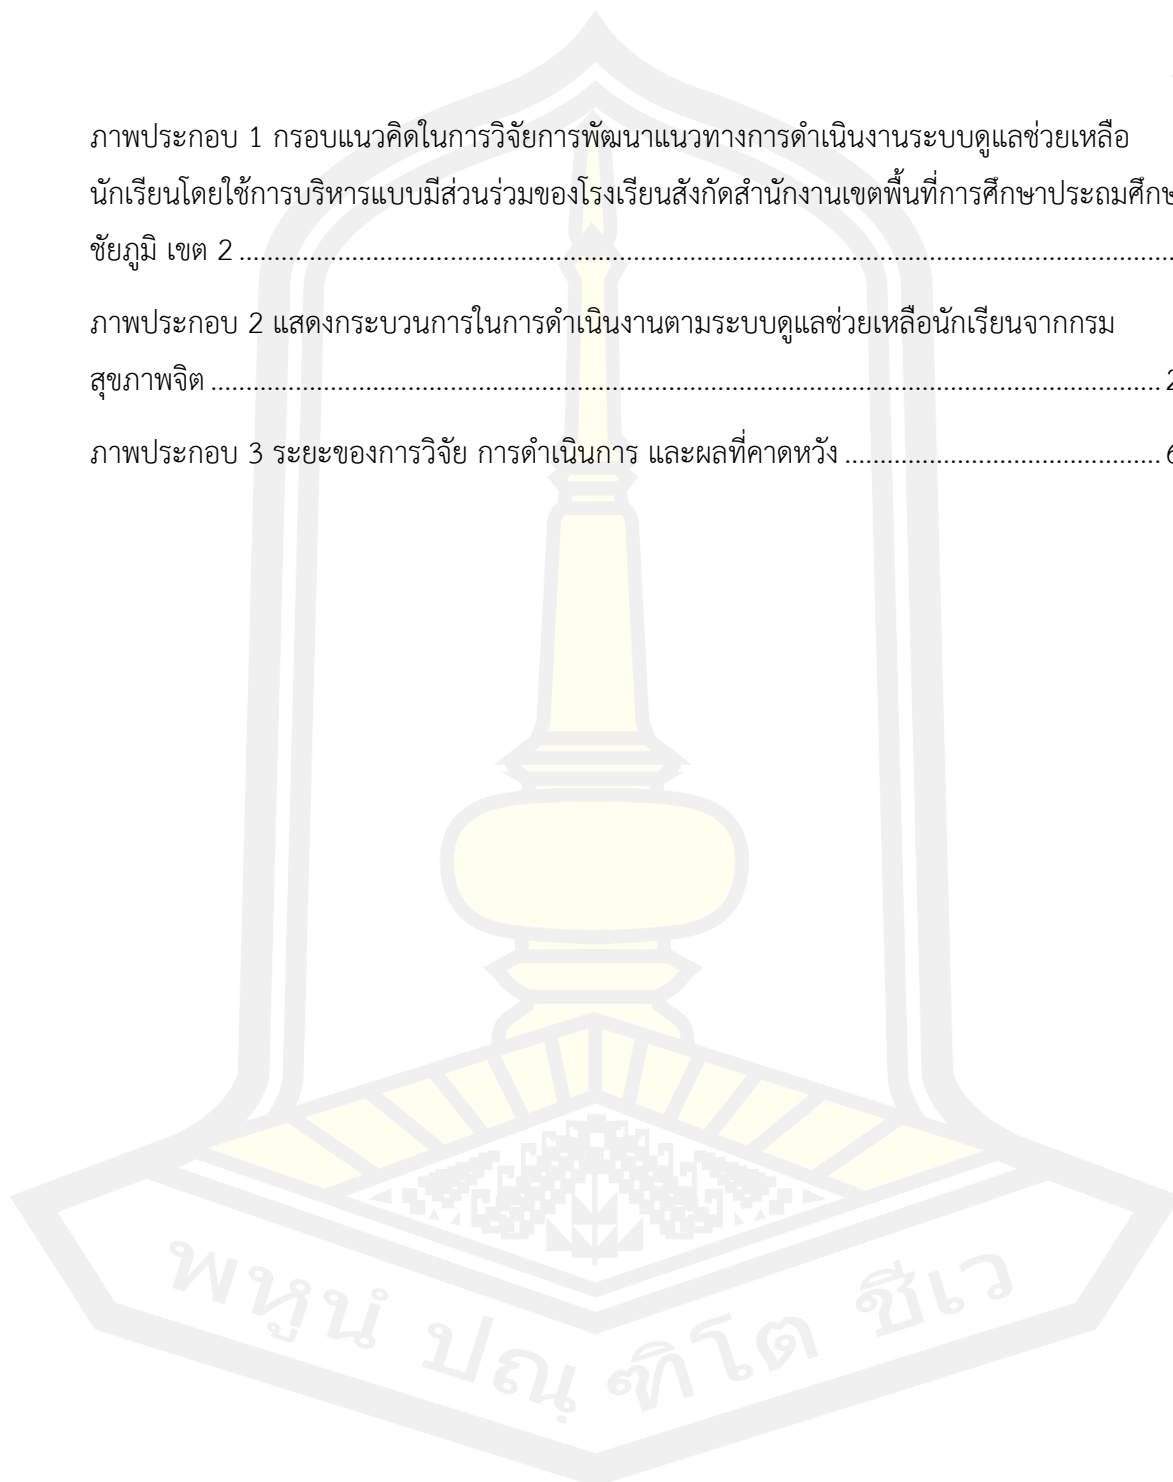 ภาพประกอบ 1 กรอบแนวคิดในการวิจัยการพัฒนาแนวทางการดำเนินงานระบบดูแลช่วยเหลือ
นักเรียนโดยใช้การบริหารแบบมีส่วนร่วมของโรงเรียนสังกัดสำนักงานเขตพื้นที่การศึกษาประถมศึกษ
ชัยภูมิ เขต 2 ................................................................................
ภาพประกอบ 2 แสดงกระบวนการในการดำเนินงานตามระบบดูแลช่วยเหลือนักเรียนจากกรม
สุขภาพจิต ................................................................................ 2
ภาพประกอบ 3 ระยะของการวิจัย การดำเนินการ และผลที่คาดหวัง ........................................
พหูนํ ปณฺฑิโต ชีเว